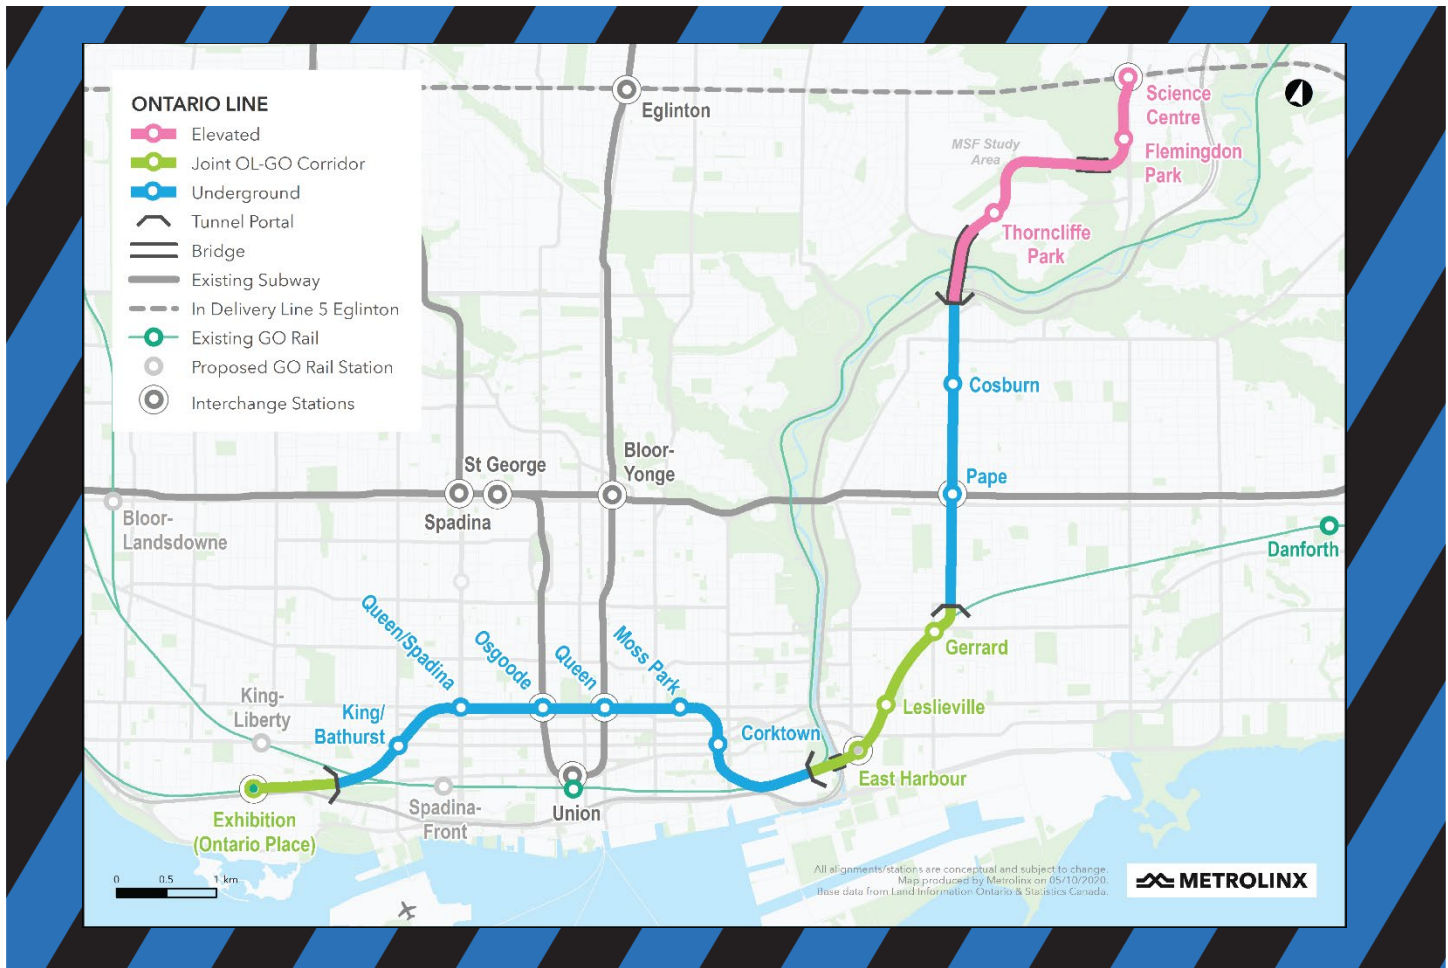 ONTARIO LINE
Elevated
Joint OL-GO Corridor
Underground
Tunnel Portal
Bridge
Existing Subway
In Delivery Line 5 Eglinton
Existing GO Rail
Proposed GO Rail Station
Interchange Stations
Eglinton
Science
Centre
MSF Study
Area
Flemingdon
Park
Thorncliffe
Park
Cosburn
St George
Bloor-
Yonge
Pape
Spadina
Bloor-
Landsdowne
Danforth
Queen/Spadina
Osgoode
Queen
Moss Park
Gerrard
King-
Liberty
King/
Bathurst
Leslieville
Corktown
East Harbour
Exhibition
(Ontario Place)
Spadina-
Front
Union
0 0.5 1 km
All alignments/stations are conceptual and subject to change.
Map produced by Metrolinx on 05/10/2020.
Base data from Land Information Ontario & Statistics Canada.
METROLINX